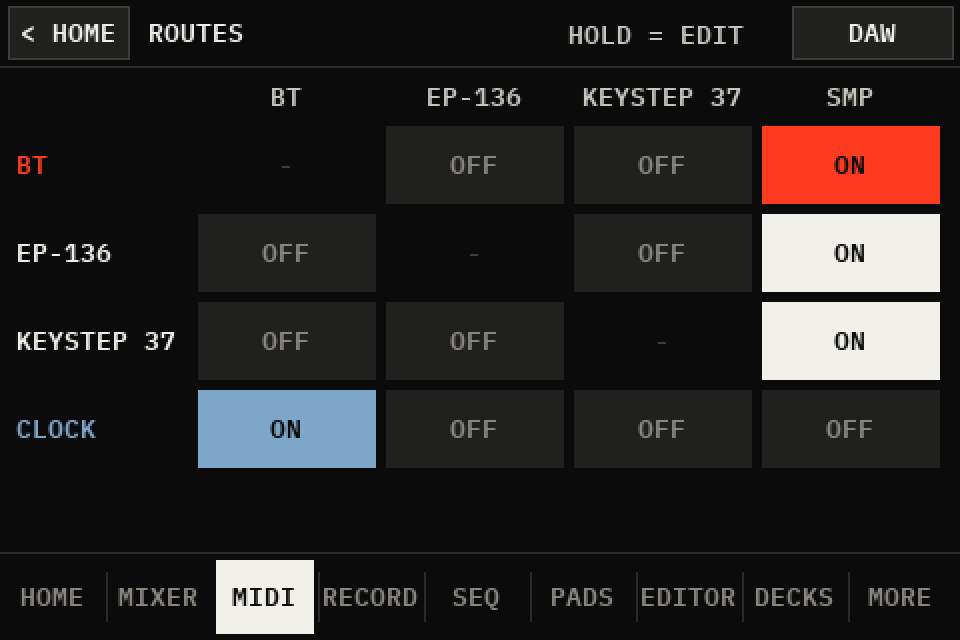 < HOME ROUTES HOLD = EDIT DAW
BT EP-136 KEYSTEP 37 SMP
BT - OFF OFF ON
EP-136 OFF - OFF ON
KEYSTEP 37 OFF OFF - ON
CLOCK ON OFF OFF OFF
HOME MIXER MIDI RECORD SEQ PADS EDITOR DECKS MORE